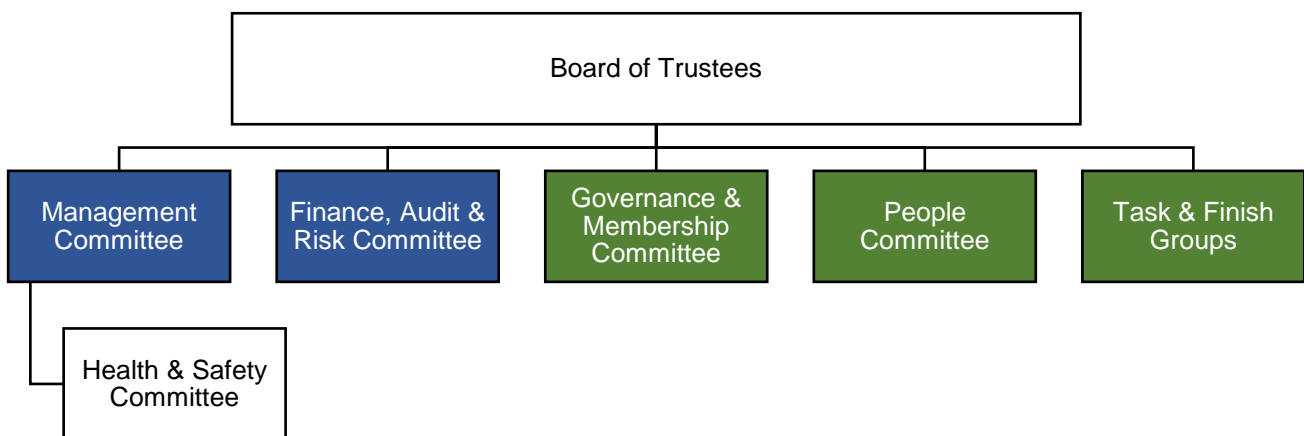 Board of Trustees
Management
Committee
Finance, Audit &
Risk Committee
Governance &
Membership
Committee
People
Committee
Task & Finish
Groups
Health & Safety
Committee